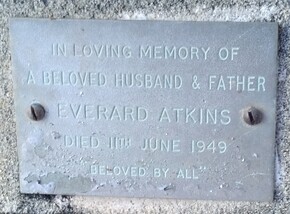 IN LOVING MEMORY OF
A BELOVED HUSBAND & FATHER
EVERARD ATKINS
DIED 11TH JUNE 1949
"BELOVED BY ALL"